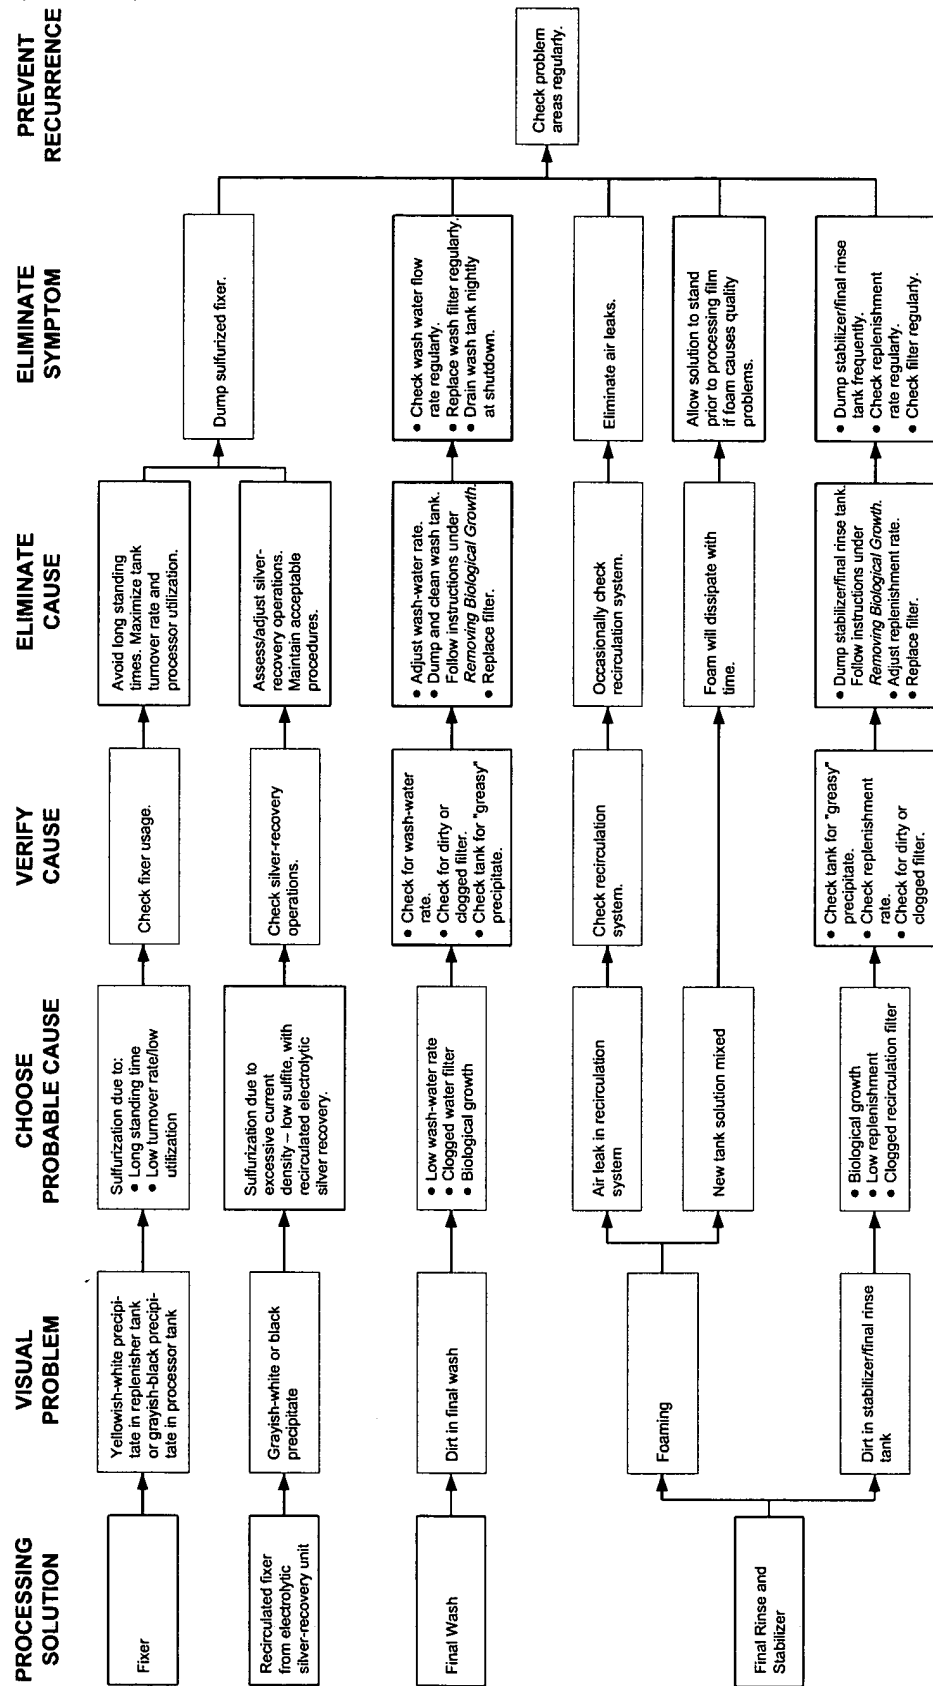 PROCESSING
SOLUTION
VISUAL
PROBLEM
CHOOSE
PROBABLE CAUSE
VERIFY
CAUSE
ELIMINATE
CAUSE
ELIMINATE
SYMPTOM
PREVENT
RECURRENCE
Fixer
Yellowish-white precipi-
tate in replenisher tank
or grayish-black precipi-
tate in processor tank
Sulfurization due to:
● Long standing time
● Low turnover rate/low
utilization
Check fixer usage.
Avoid long standing
times. Maximize tank
turnover rate and
processor utilization.
Dump sulfurized fixer.
Recirculated fixer
from electrolytic
silver-recovery unit
Grayish-white or black
precipitate
Sulfurization due to
excessive current
density – low sulfite, with
recirculated electrolytic
silver recovery.
Check silver-recovery
operations.
Assess/adjust silver-
recovery operations.
Maintain acceptable
procedures.
Final Wash
Dirt in final wash
● Low wash-water rate
● Clogged water filter
● Biological growth
● Check for wash-water
rate.
● Check for dirty or
clogged filter.
● Check tank for "greasy"
precipitate.
● Adjust wash-water rate.
● Dump and clean wash tank.
Follow instructions under
Removing Biological Growth.
● Replace filter.
● Check wash water flow
rate regularly.
● Replace wash filter regularly.
● Drain wash tank nightly
at shutdown.
Check problem
areas regularly.
Final Rinse and
Stabilizer
Foaming
Air leak in recirculation
system
Check recirculation
system.
Occasionally check
recirculation system.
Eliminate air leaks.
New tank solution mixed
Foam will dissipate with
time.
Allow solution to stand
prior to processing film
if foam causes quality
problems.
Dirt in stabilizer/final rinse
tank
● Biological growth
● Low replenishment
● Clogged recirculation filter
● Check tank for "greasy"
precipitate.
● Check replenishment
rate.
● Check for dirty or
clogged filter.
● Dump stabilizer/final rinse tank.
Follow instructions under
Removing Biological Growth.
● Adjust replenishment rate.
● Replace filter.
● Dump stabilizer/final rinse
tank frequently.
● Check replenishment
rate regularly.
● Check filter regularly.